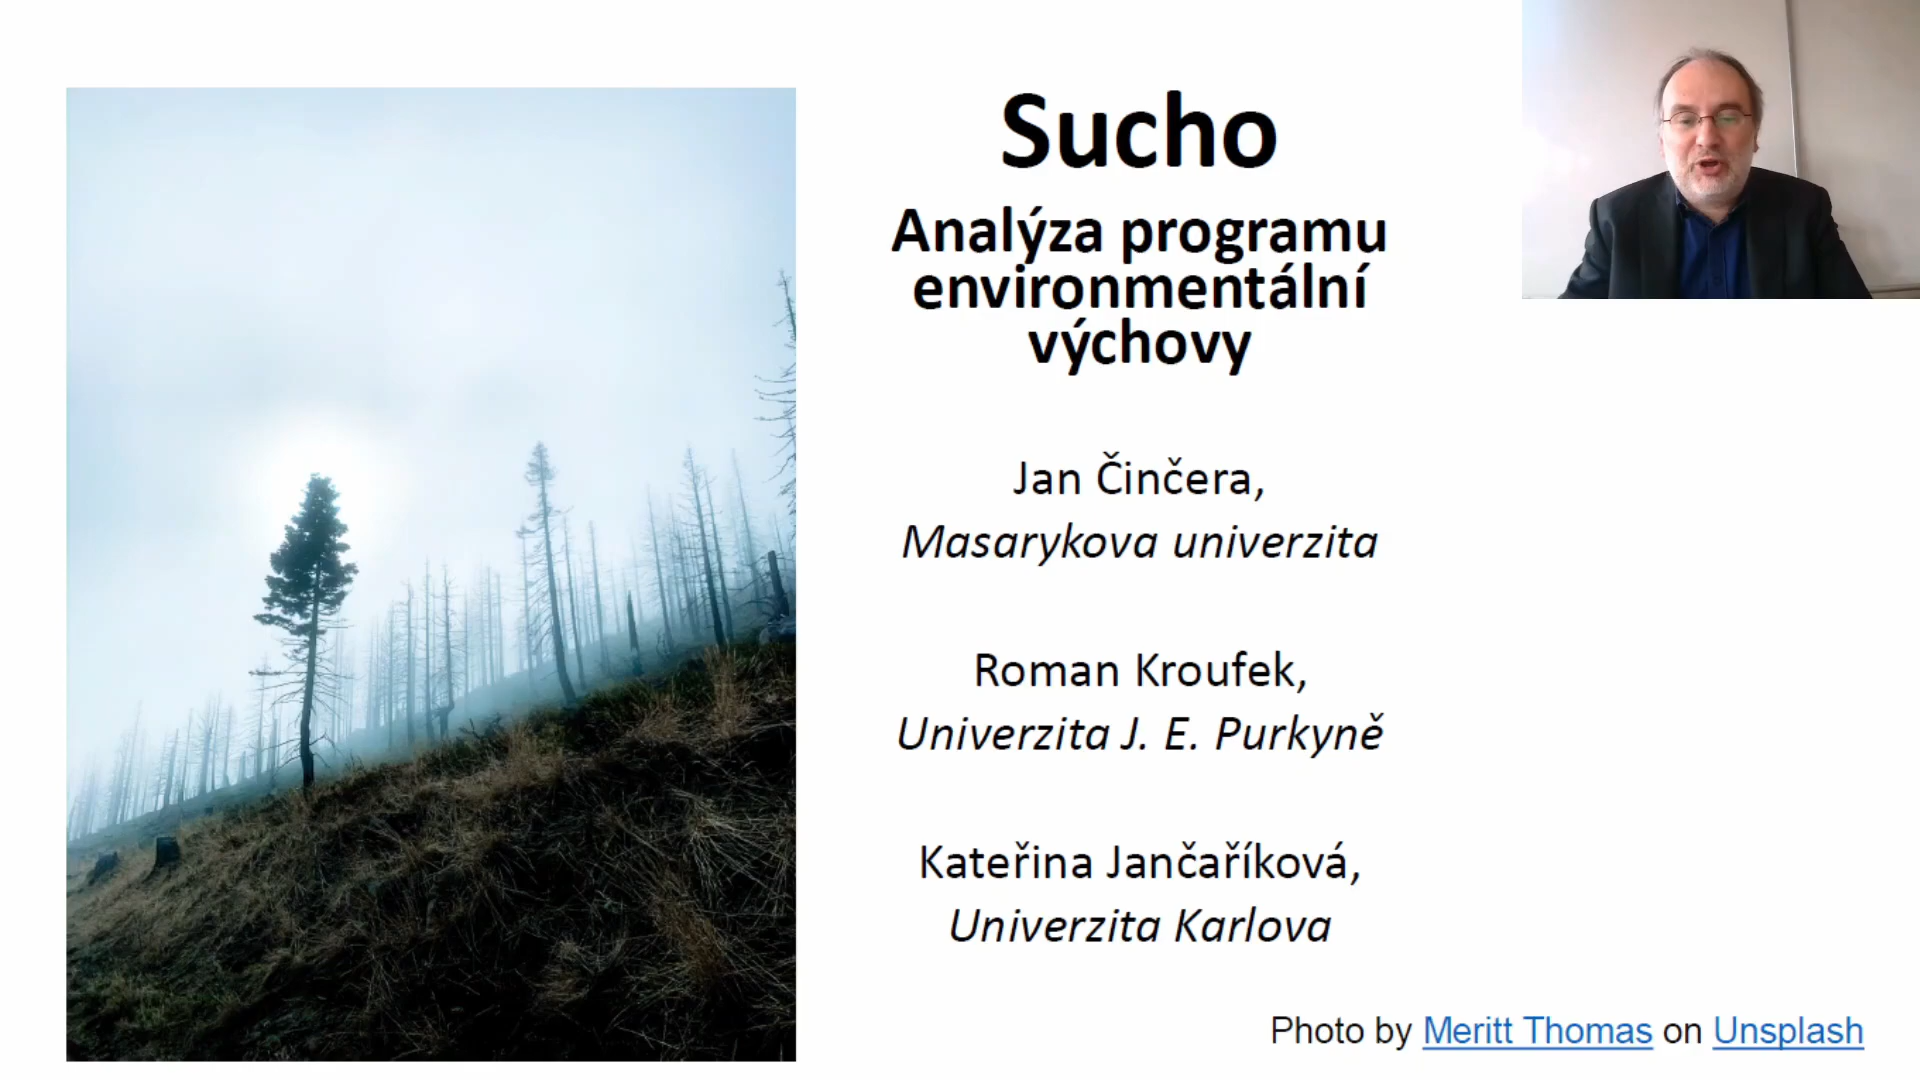 Sucho
Analýza programu
environmentální
výchovy
Jan Činčera,
Masarykova univerzita
Roman Kroufek,
Univerzita J. E. Purkyně
Kateřina Jančaříková,
Univerzita Karlova
Photo by Meritt Thomas on Unsplash